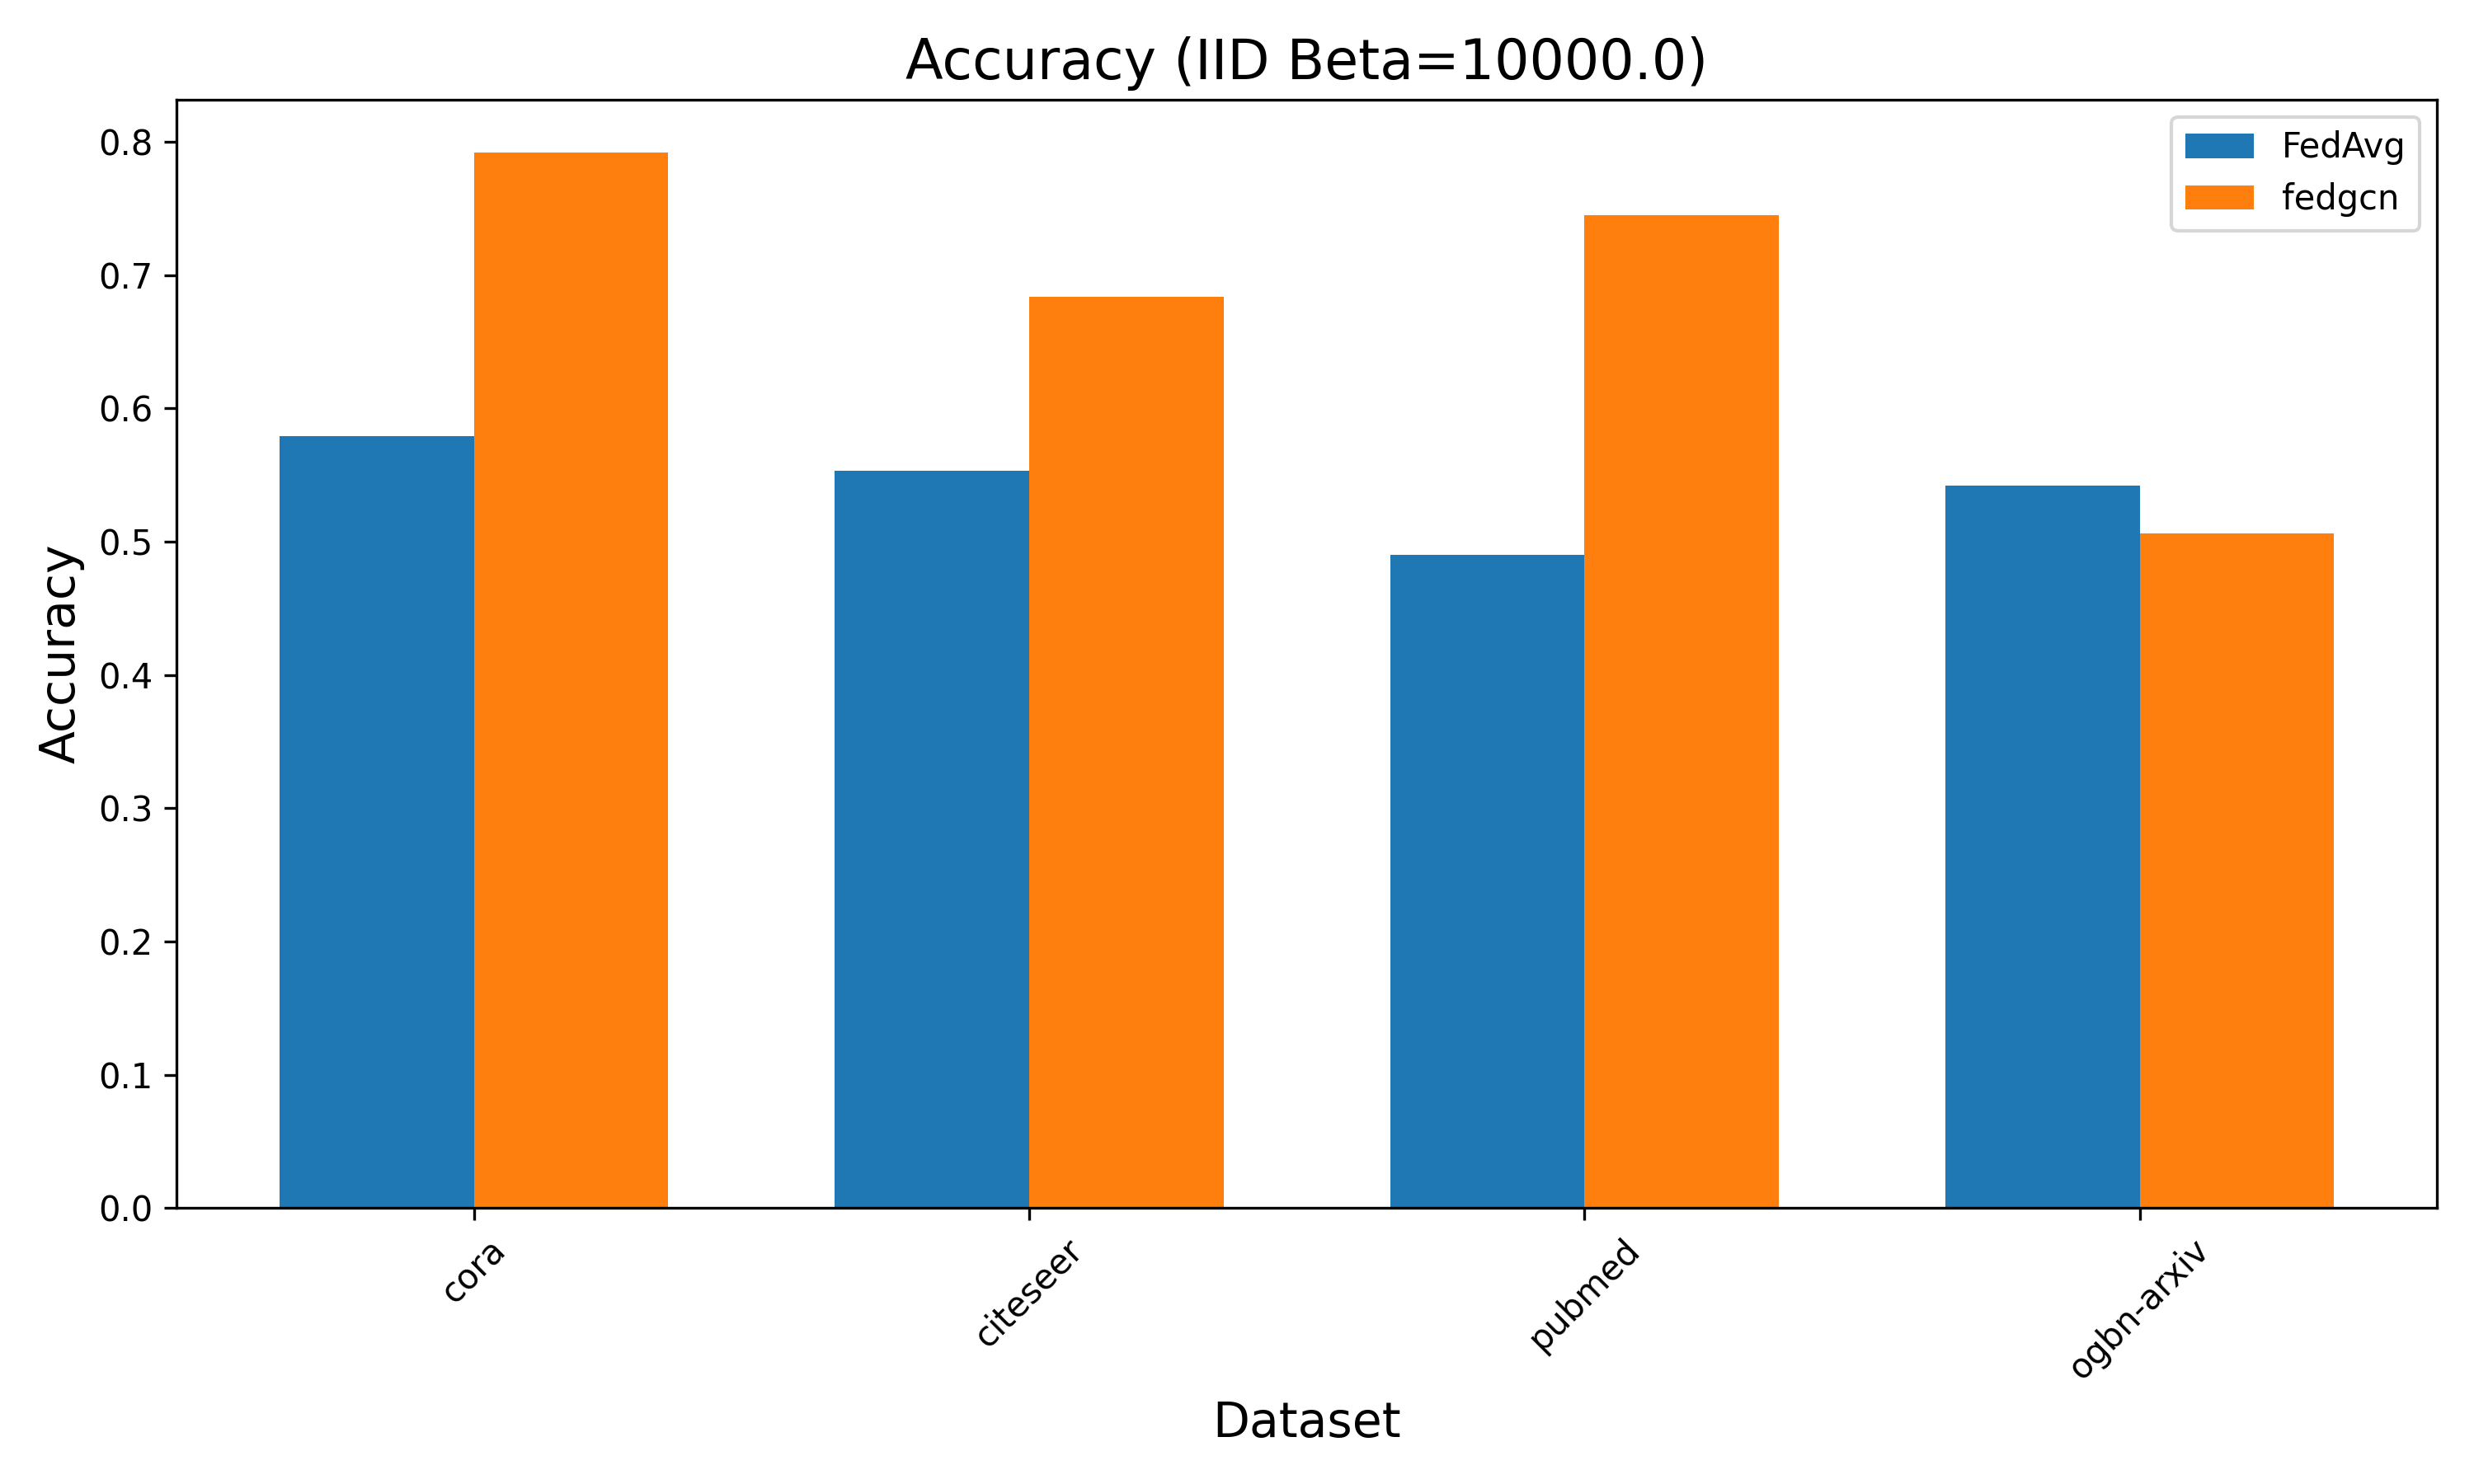 Accuracy (IID Beta=10000.0)
FedAvg
fedgcn
Accuracy
0.8
0.7
0.6
0.5
0.4
0.3
0.2
0.1
0.0
cora
citeseer
pubmed
ogbn-arxiv
Dataset